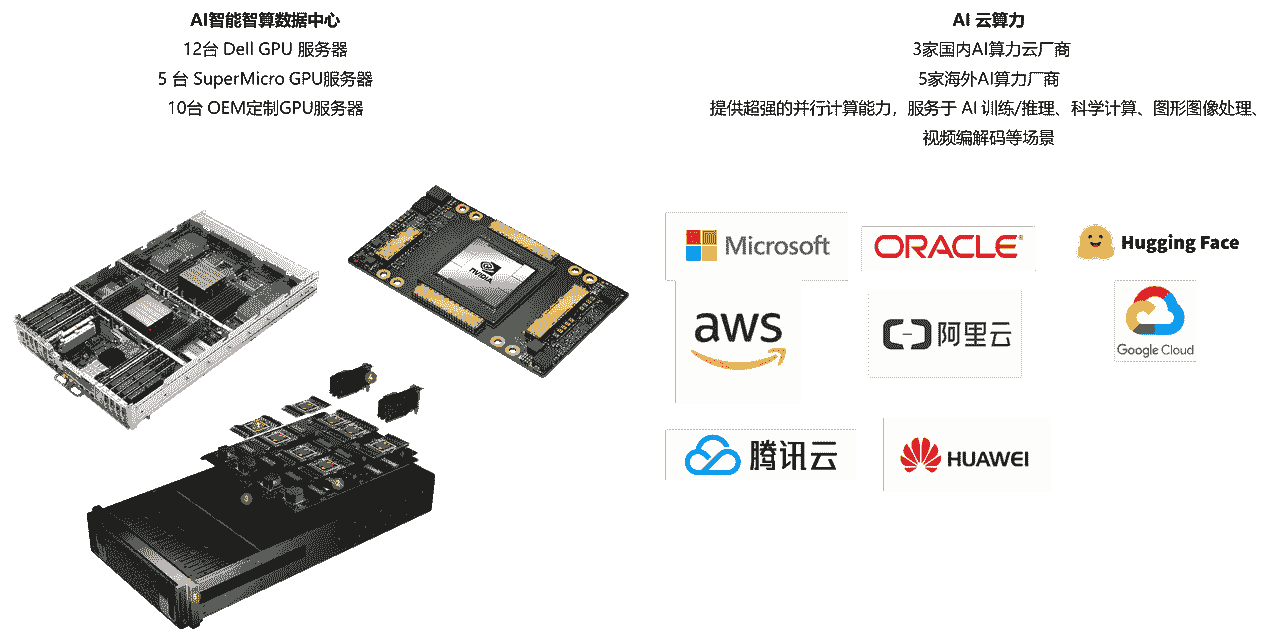 AI智能智算数据中心
12台 Dell GPU 服务器
5 台 SuperMicro GPU服务器
10台 OEM定制GPU服务器
AI 云算力
3家国内AI算力云厂商
5家海外AI算力厂商
提供超强的并行计算能力，服务于 AI 训练/推理、科学计算、图形图像处理、
视频编解码等场景
NVIDIA
Microsoft
ORACLE
Hugging Face
aws
阿里云
Google Cloud
腾讯云
HUAWEI